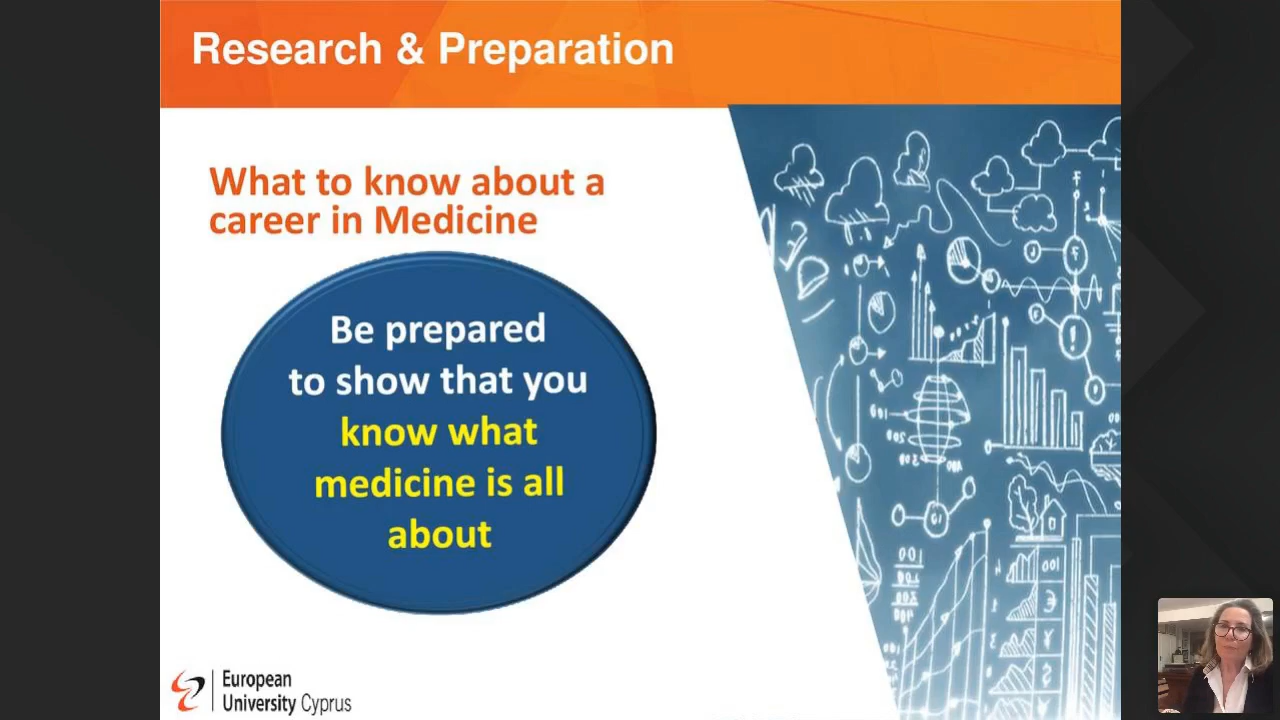 Research & Preparation
What to know about a
career in Medicine
Be prepared
to show that you
know what
medicine is all
about
European
University Cyprus